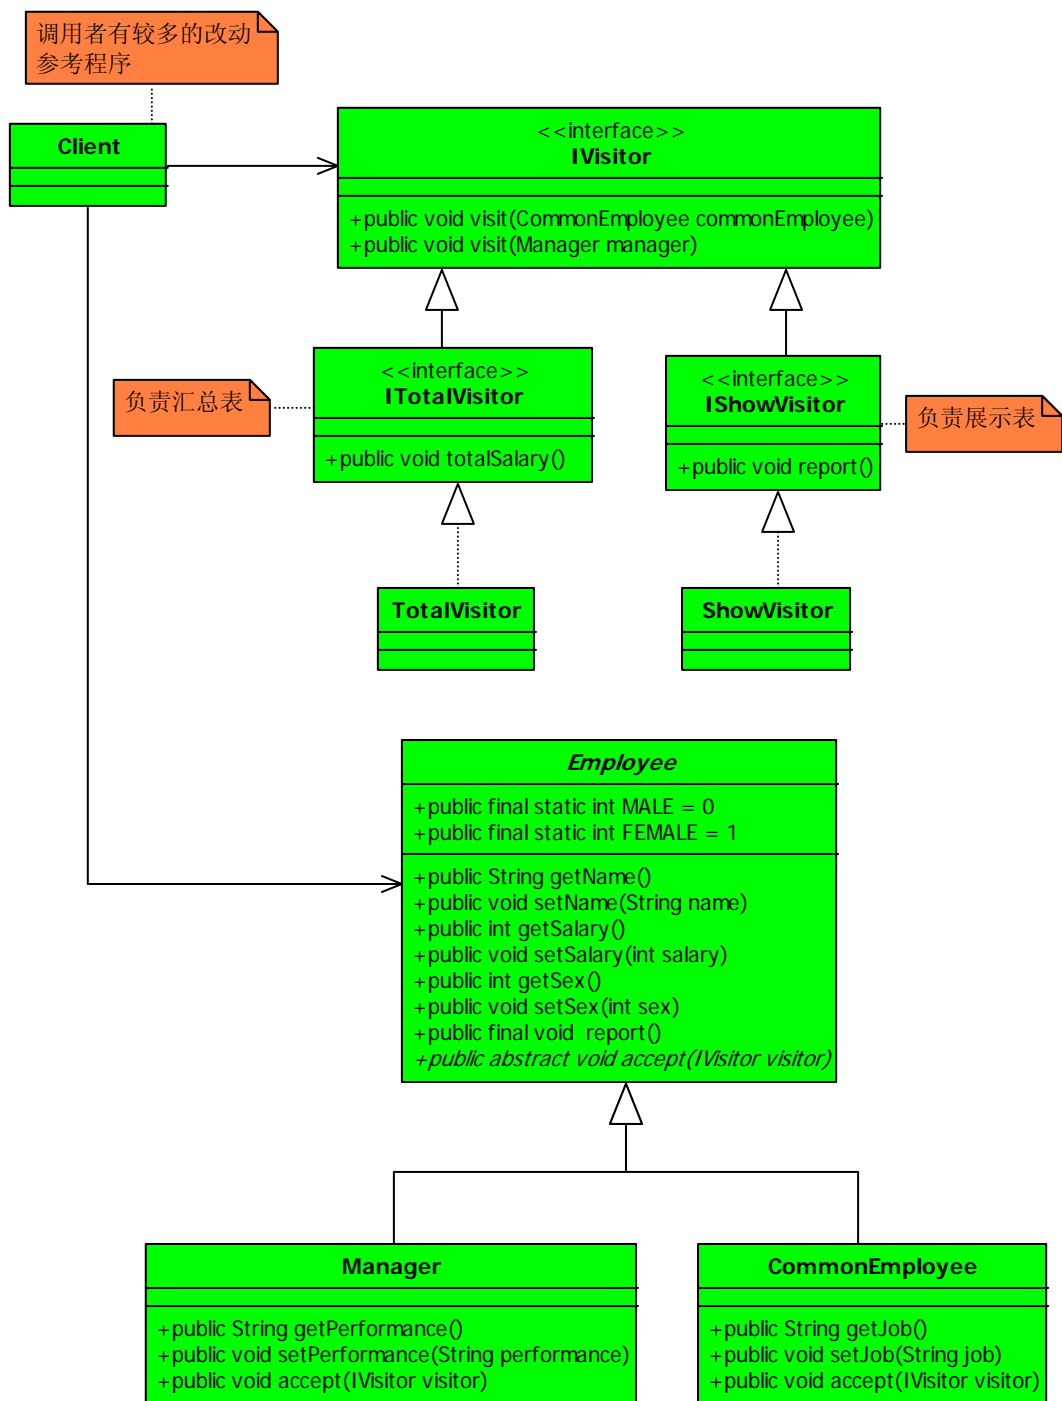 调用者有较多的改动
参考程序
Client
<<interface>>
IVisitor
+public void visit(CommonEmployee commonEmployee)
+public void visit(Manager manager)
<<interface>>
ITotalVisitor
+public void totalSalary()
负责汇总表
<<interface>>
IShowVisitor
+public void report()
负责展示表
TotalVisitor
ShowVisitor
Employee
+public final static int MALE = 0
+public final static int FEMALE = 1
+public String getName()
+public void setName(String name)
+public int getSalary()
+public void setSalary(int salary)
+public int getSex()
+public void setSex(int sex)
+public final void  report()
+public abstract void accept(IVisitor visitor)
Manager
+public String getPerformance()
+public void setPerformance(String performance)
+public void accept(IVisitor visitor)
CommonEmployee
+public String getJob()
+public void setJob(String job)
+public void accept(IVisitor visitor)